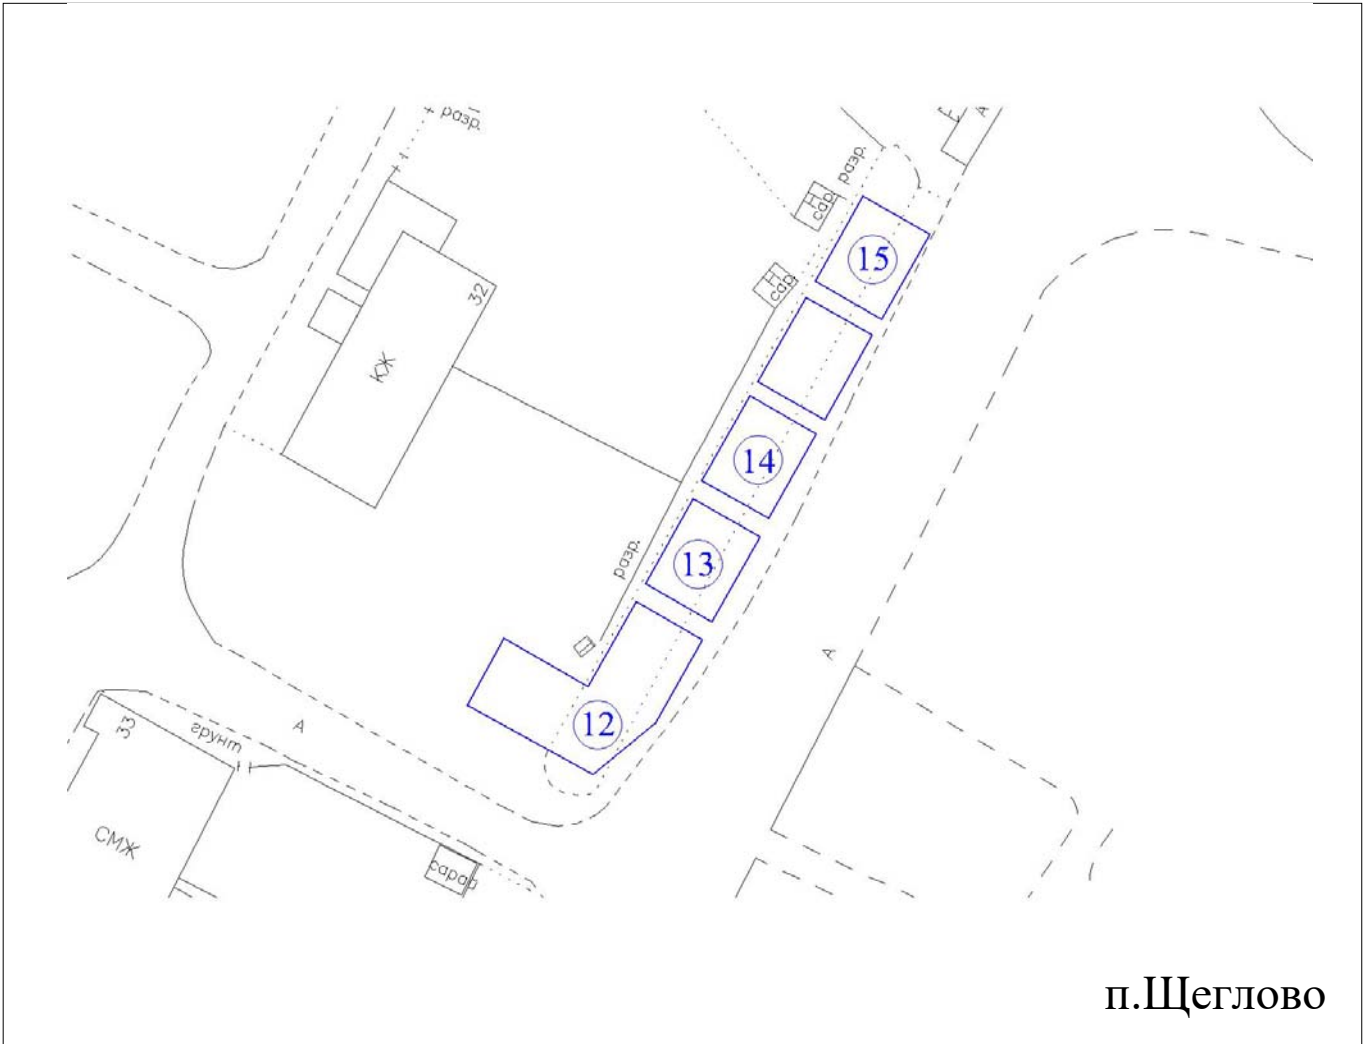 разр.
А
разр.
Н
сар.
15
Н
сар.
32
КЖ
14
разр.
13
А
12
33
грунт
А
СМЖ
сарай
п.Щеглово